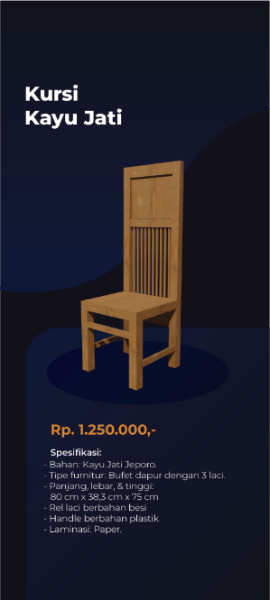 Kursi
Kayu Jati
Rp. 1.250.000,-
Spesifikasi:
- Bahan: Kayu Jati Jeporo.
- Tipe furnitur: Bufet dapur dengan 3 laci.
- Panjang, lebar, & tinggi:
80 cm x 38,3 cm x 75 cm
- Rel laci berbahan besi
- Handle berbahan plastik
- Laminasi: Paper.